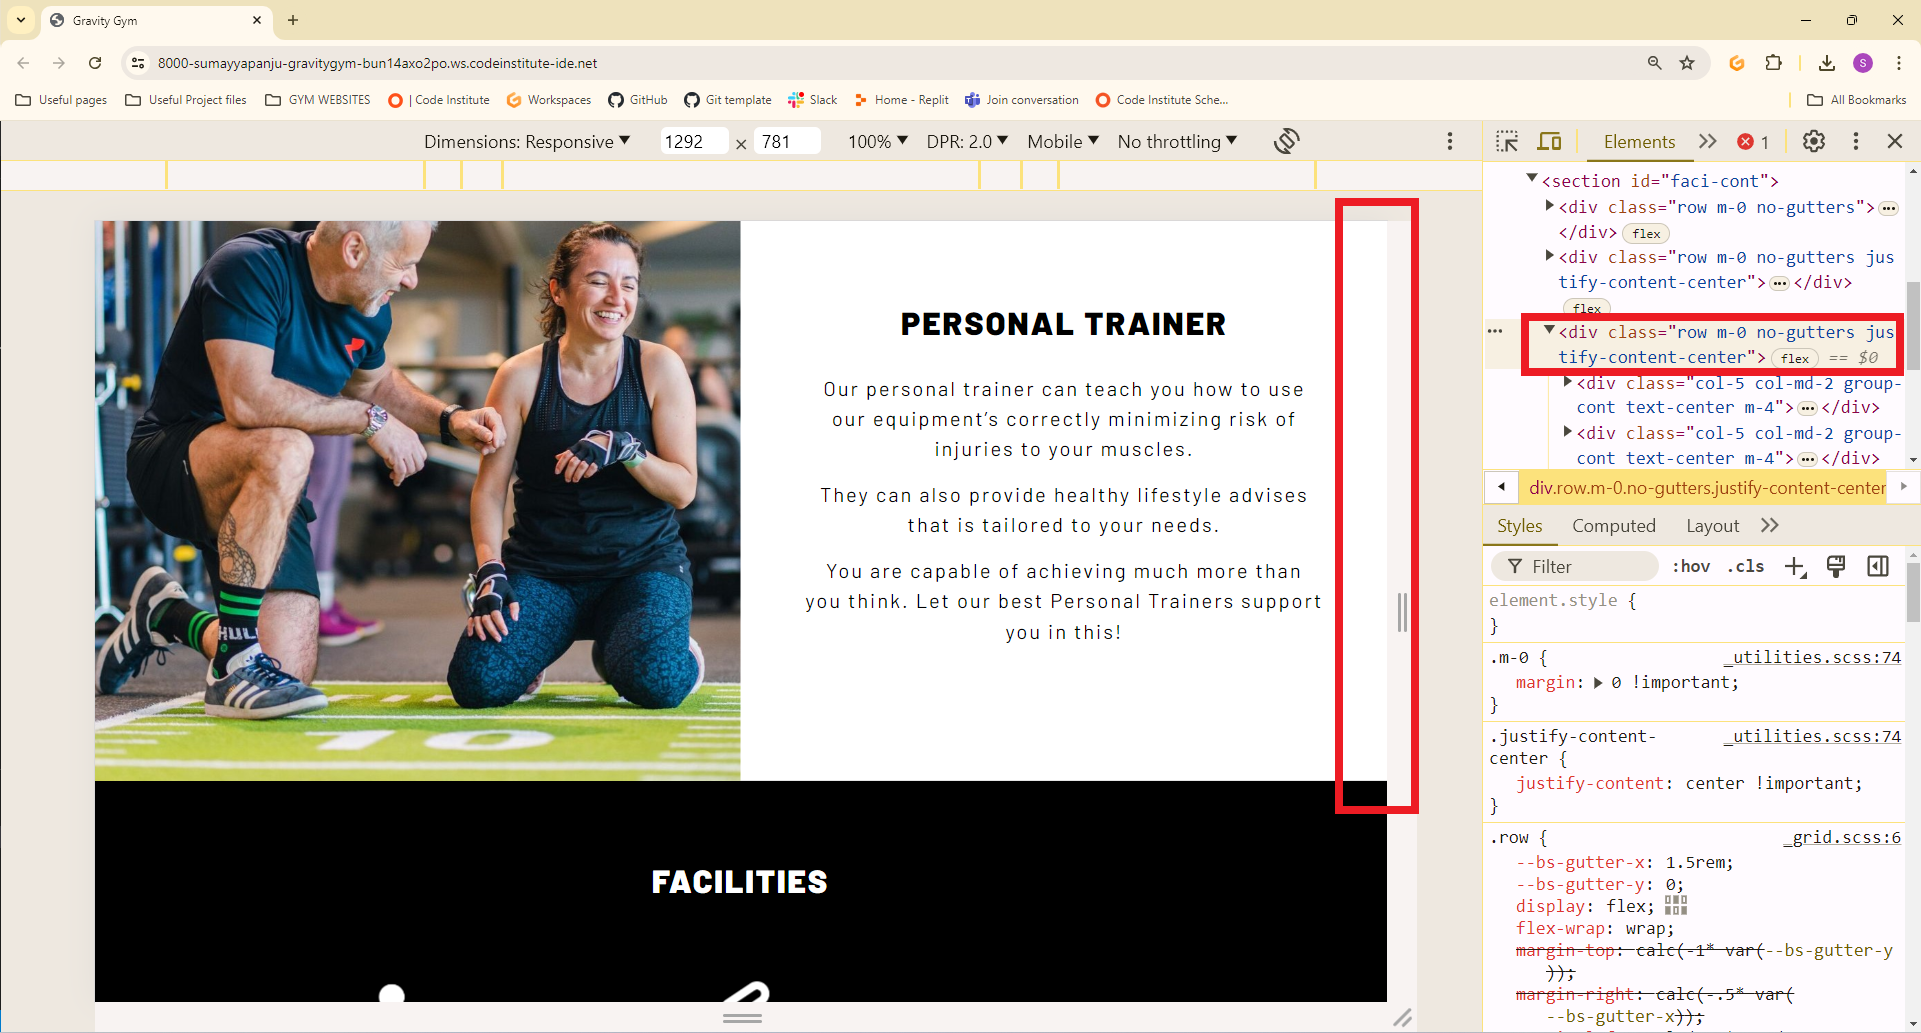 Gravity Gym
8000-sumayyapanju-gravitygym-bun14axo2po.ws.codeinstitute-ide.net
S
Useful pages
Useful Project files
GYM WEBSITES
| Code Institute
Workspaces
GitHub
Git template
Slack
Home - Replit
Join conversation
Code Institute Sche...
All Bookmarks
Dimensions: Responsive
1292 × 781
100%
DPR: 2.0
Mobile
No throttling
PERSONAL TRAINER
Our personal trainer can teach you how to use
our equipment's correctly minimizing risk of
injuries to your muscles.
They can also provide healthy lifestyle advises
that is tailored to your needs.
You are capable of achieving much more than
you think. Let our best Personal Trainers support
you in this!
HULL
10
FACILITIES
Elements
1
<section id="faci-cont">
<div class="row m-0 no-gutters">…
</div> flex
<div class="row m-0 no-gutters jus
tify-content-center">…</div>
flex
<div class="row m-0 no-gutters jus
tify-content-center"> flex == $0
<div class="col-5 col-md-2 group-
cont text-center m-4">…</div>
<div class="col-5 col-md-2 group-
cont text-center m-4">…</div>
div.row.m-0.no-gutters.justify-content-center
Styles
Computed
Layout
Filter
:hov
.cls
element.style {
}
.m-0 { _utilities.scss:74
margin: 0 !important;
}
.justify-content- _utilities.scss:74
center {
justify-content: center !important;
}
.row { _grid.scss:6
--bs-gutter-x: 1.5rem;
--bs-gutter-y: 0;
display: flex;
flex-wrap: wrap;
margin-top: calc(-1* var(--bs-gutter-y
));
margin-right: calc(-.5* var(
--bs-gutter-x));